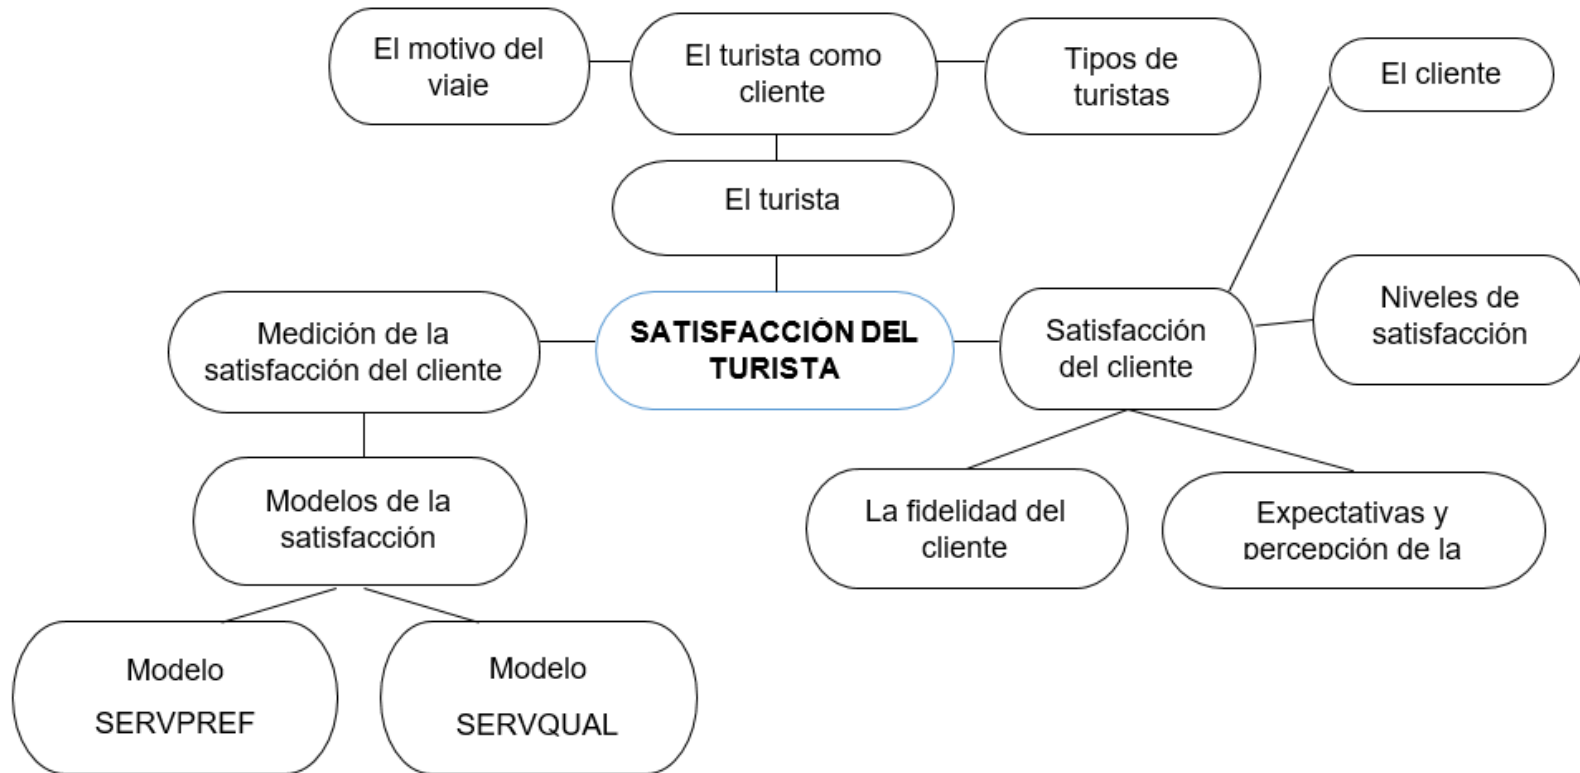 El motivo del
viaje
El turista como
cliente
Tipos de
turistas
El cliente
El turista
Medición de la
satisfacción del cliente
SATISFACCIÓN DEL
TURISTA
Satisfacción
del cliente
Niveles de
satisfacción
Modelos de la
satisfacción
La fidelidad del
cliente
Expectativas y
percepción de la
Modelo
SERVPREF
Modelo
SERVQUAL